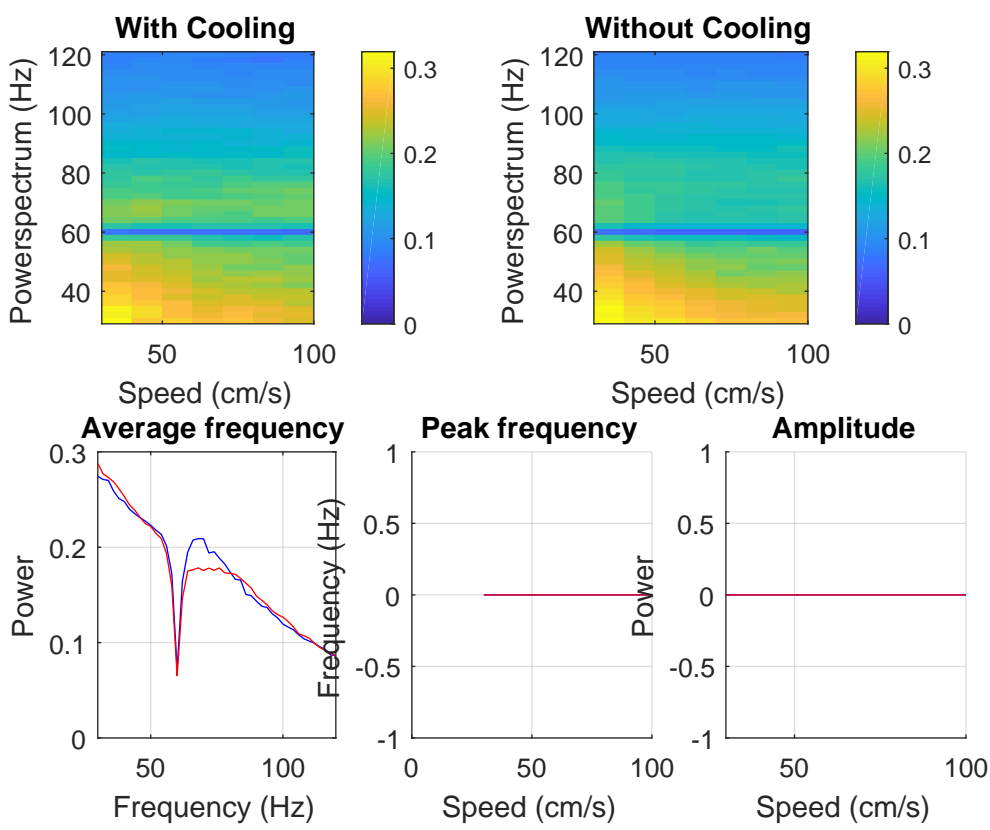 With Cooling
Powerspectrum (Hz)
120
100
80
60
40
50
100
Speed (cm/s)
0.3
0.2
0.1
0
Without Cooling
Powerspectrum (Hz)
120
100
80
60
40
50
100
Speed (cm/s)
0.3
0.2
0.1
0
Average frequency
Power
0.3
0.2
0.1
0
50
100
Frequency (Hz)
Peak frequency
Frequency (Hz)
1
0.5
0
-0.5
-1
0
50
100
Speed (cm/s)
Amplitude
Power
1
0.5
0
-0.5
-1
50
100
Speed (cm/s)